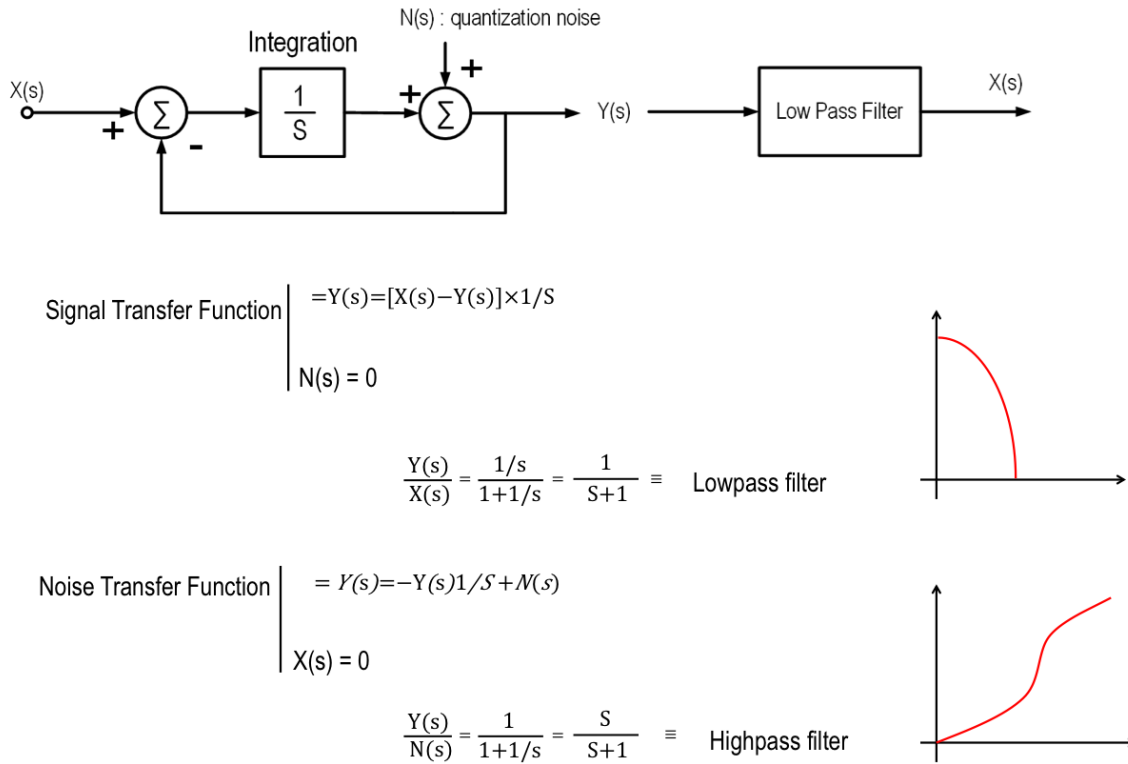 N(s) : quantization noise
Integration
X(s)
+
Σ
-
1
S
+
+
Σ
Y(s)
Low Pass Filter
X(s)
Signal Transfer Function
=Y(s)=[X(s)−Y(s)]×1/S
N(s) = 0
Y(s)/X(s) = 1/s/1+1/s = 1/S+1 ≡ Lowpass filter
Noise Transfer Function
= Y(s)=−Y(s)1/S+N(s)
X(s) = 0
Y(s)/N(s) = 1/1+1/s = S/S+1 ≡ Highpass filter